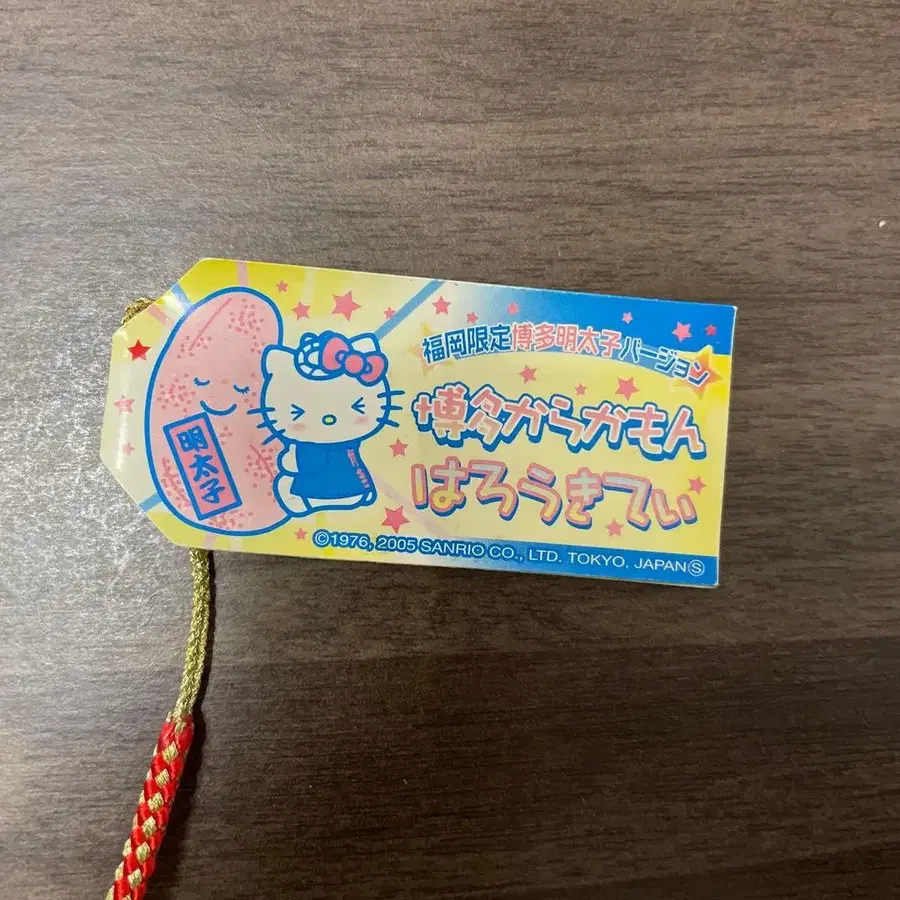 福岡限定博多明太子バージョン
博多からかもん
はろうきてぃ
明太子
©1976, 2005 SANRIO CO., LTD. TOKYO, JAPANⓈ